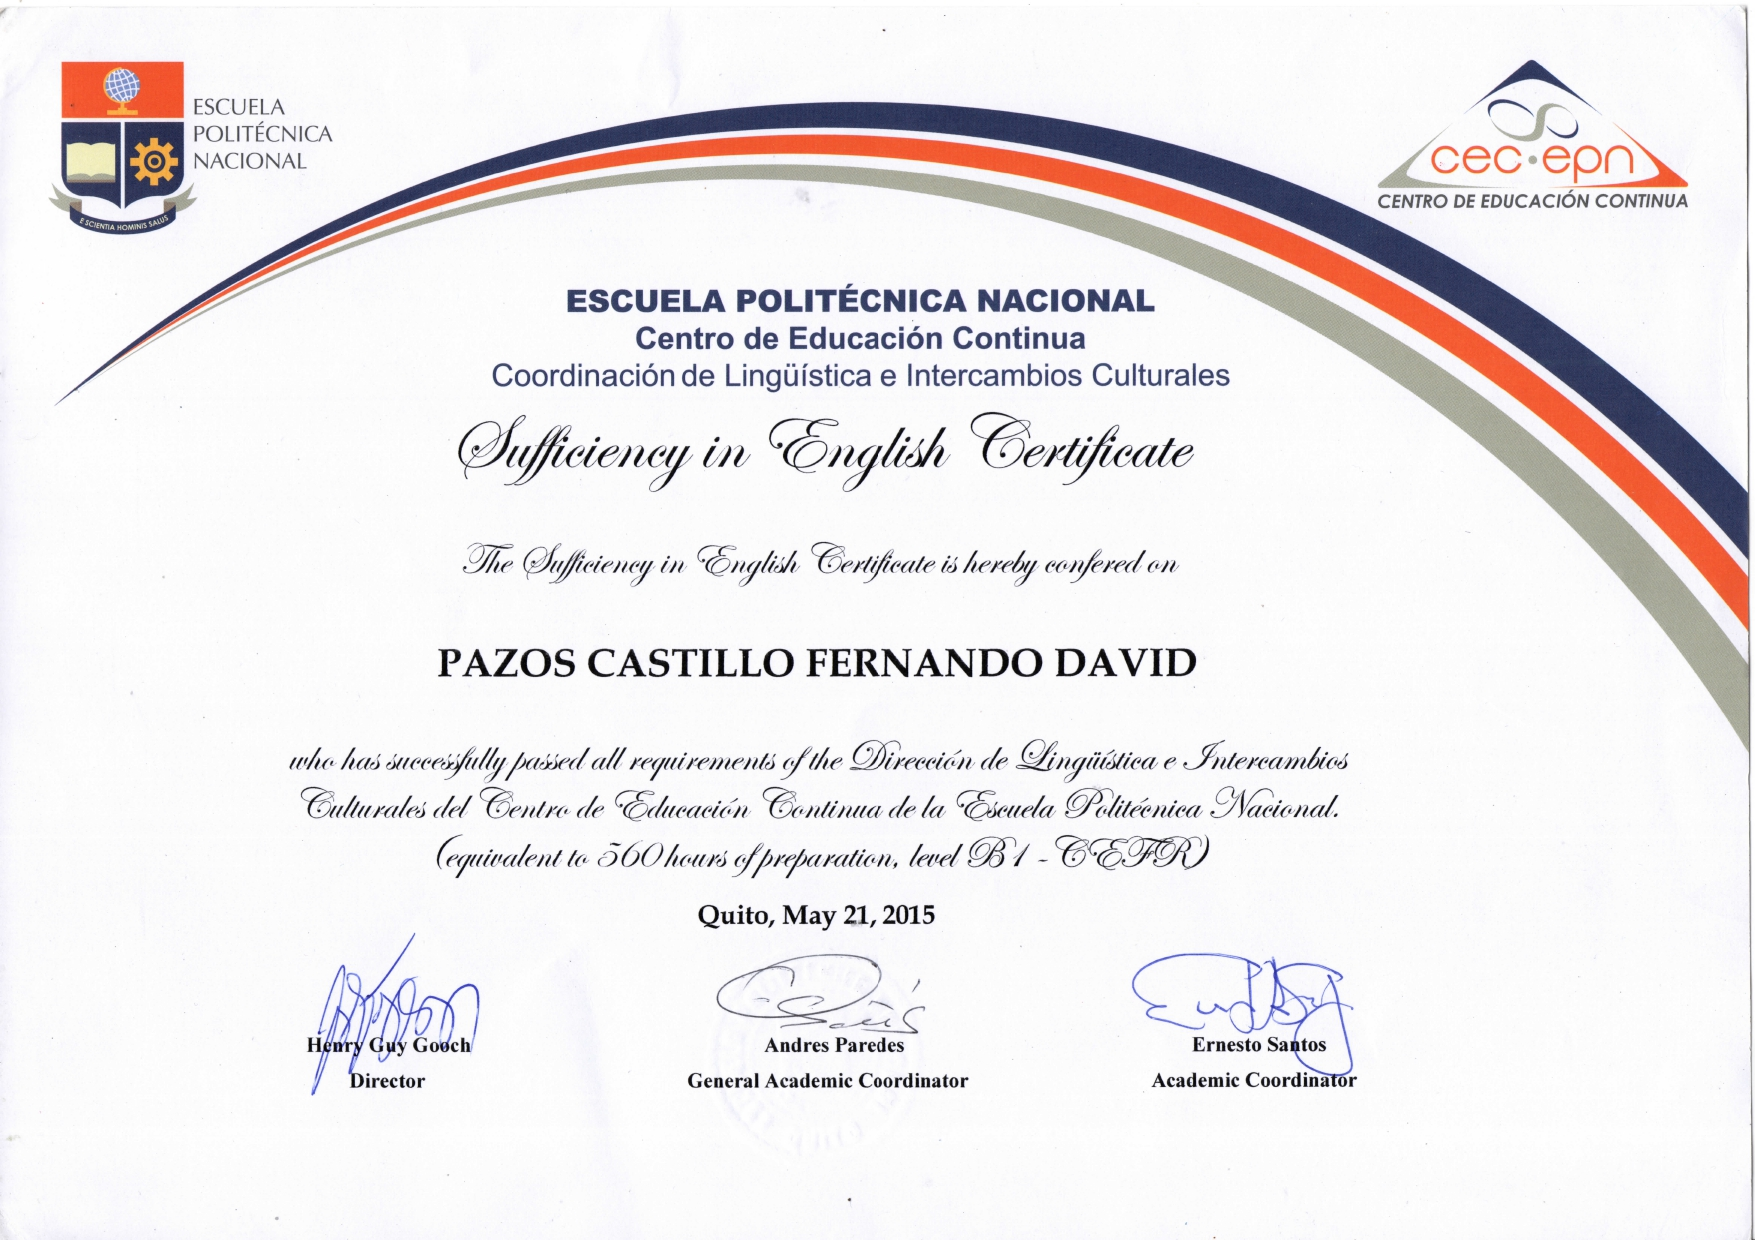 ESCUELA
POLITÉCNICA
NACIONAL
E SCIENTIA HOMINIS SALUS
cec·epn
CENTRO DE EDUCACIÓN CONTINUA
ESCUELA POLITÉCNICA NACIONAL
Centro de Educación Continua
Coordinación de Lingüística e Intercambios Culturales
Sufficiency in English Certificate
The Sufficiency in English Certificate is hereby confered on
PAZOS CASTILLO FERNANDO DAVID
who has successfully passed all requirements of the Dirección de Lingüística e Intercambios
Culturales del Centro de Educación Continua de la Escuela Politécnica Nacional.
(equivalent to 560 hours of preparation, level B1 - CEFR)
Quito, May 21, 2015
Henry Guy Gooch
Director
Andres Paredes
General Academic Coordinator
Ernesto Santos
Academic Coordinator